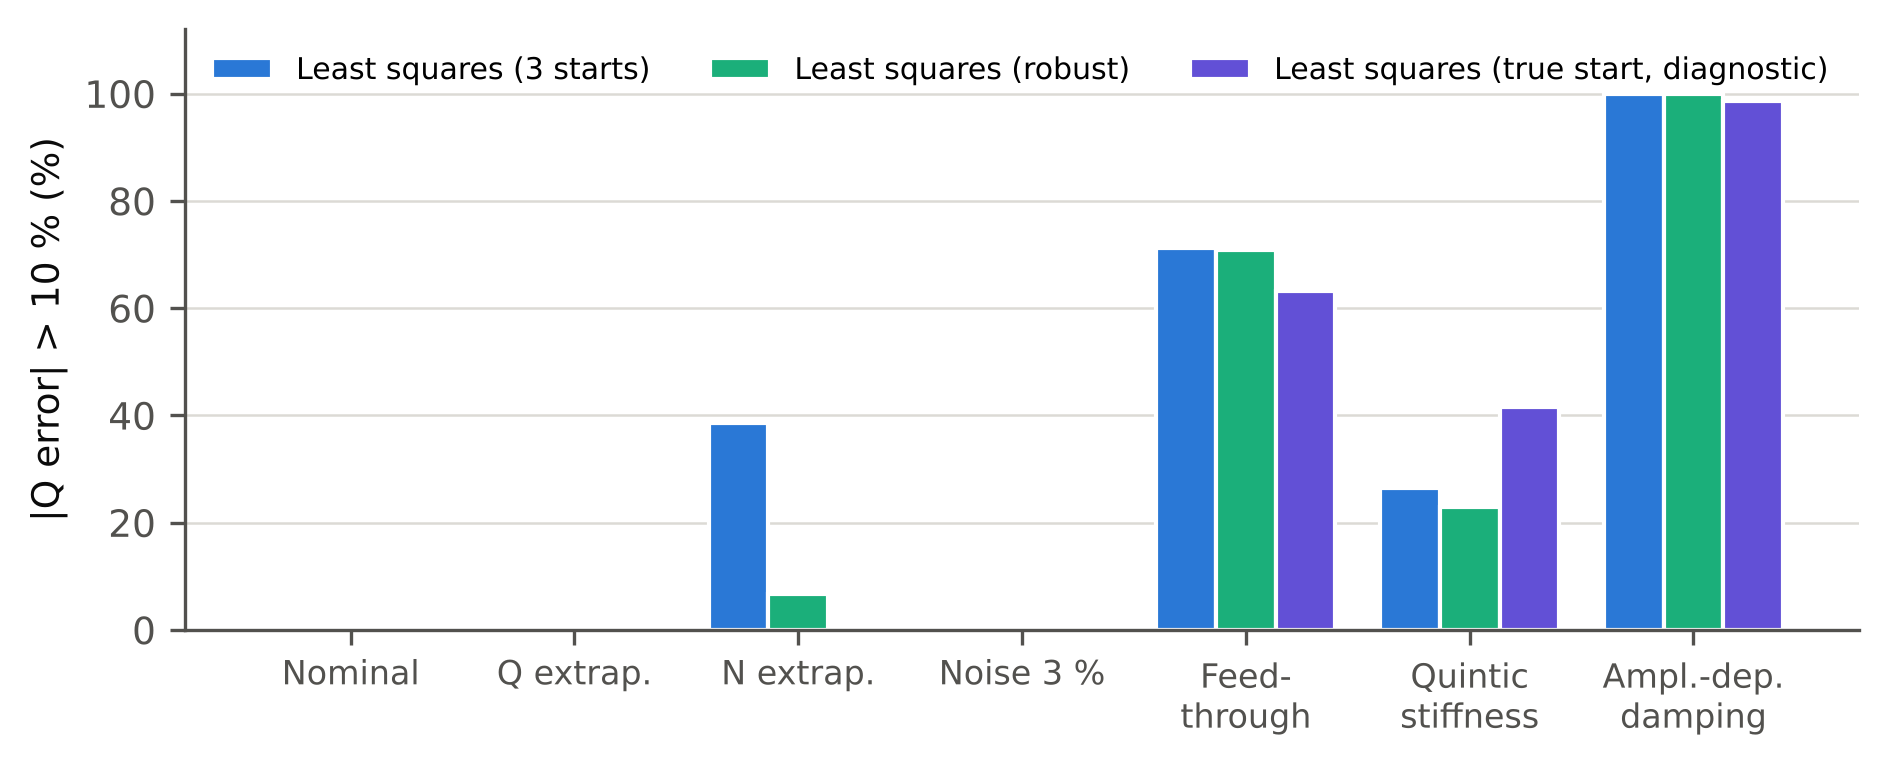 Least squares (3 starts) Least squares (robust) Least squares (true start, diagnostic)
|Q error| > 10 % (%)
100
80
60
40
20
0
Nominal Q extrap. N extrap. Noise 3 % Feed- Quintic Ampl.-dep.
through stiffness damping